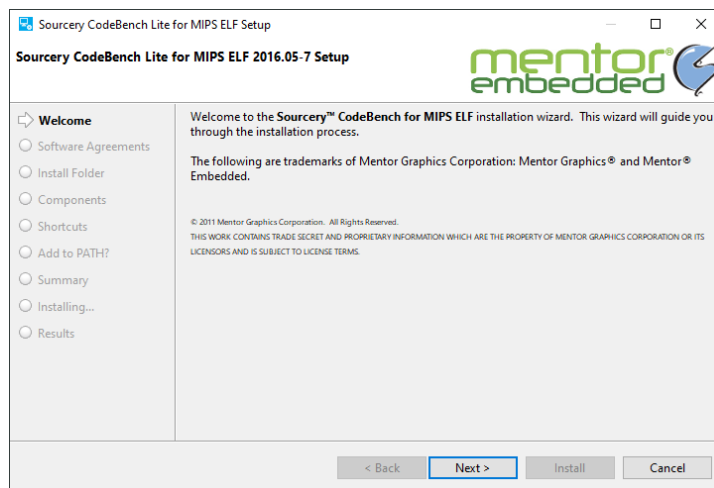 Sourcery CodeBench Lite for MIPS ELF Setup
Sourcery CodeBench Lite for MIPS ELF 2016.05-7 Setup
mentor®
embedded
Welcome
Software Agreements
Install Folder
Components
Shortcuts
Add to PATH?
Summary
Installing...
Results
Welcome to the Sourcery™ CodeBench for MIPS ELF installation wizard. This wizard will guide you
through the installation process.
The following are trademarks of Mentor Graphics Corporation: Mentor Graphics® and Mentor®
Embedded.
© 2011 Mentor Graphics Corporation. All Rights Reserved.
THIS WORK CONTAINS TRADE SECRET AND PROPRIETARY INFORMATION WHICH ARE THE PROPERTY OF MENTOR GRAPHICS CORPORATION OR ITS
LICENSORS AND IS SUBJECT TO LICENSE TERMS.
< Back Next > Install Cancel